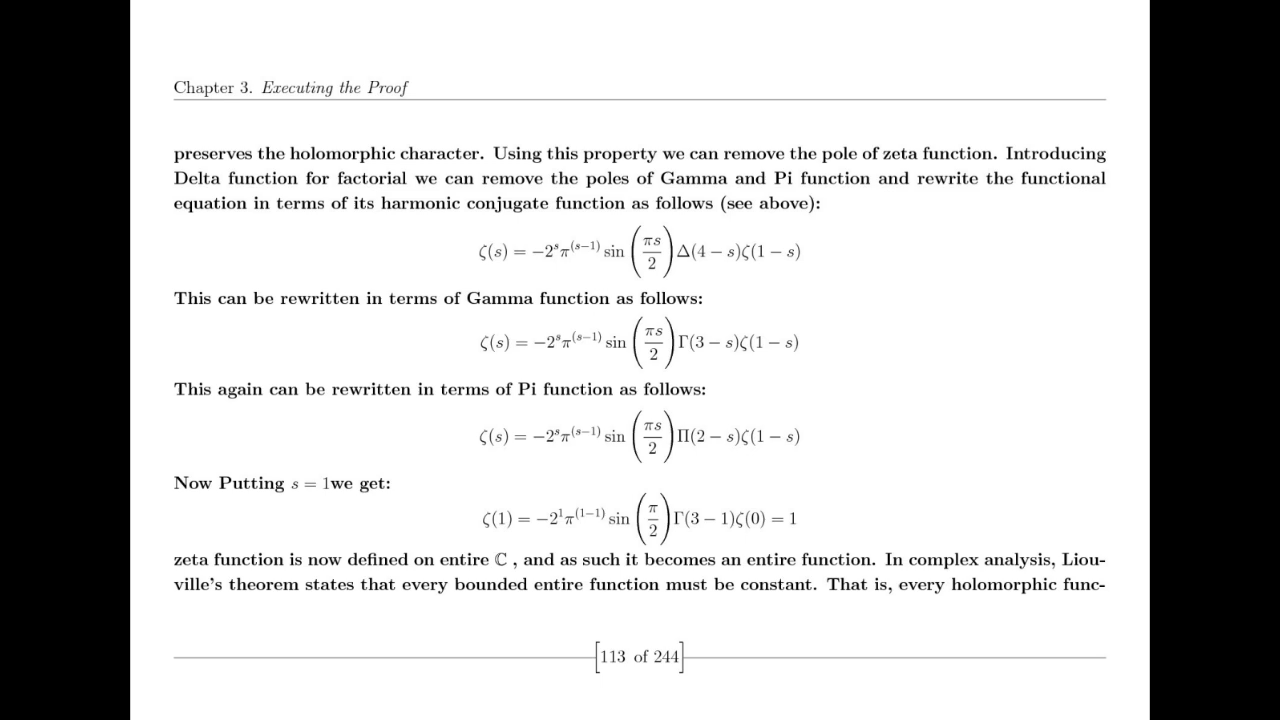 Chapter 3. Executing the Proof
preserves the holomorphic character. Using this property we can remove the pole of zeta function. Introducing
Delta function for factorial we can remove the poles of Gamma and Pi function and rewrite the functional
equation in terms of its harmonic conjugate function as follows (see above):
ζ(s) = −2^s π^(s−1) sin(πs/2) Δ(4 − s)ζ(1 − s)
This can be rewritten in terms of Gamma function as follows:
ζ(s) = −2^s π^(s−1) sin(πs/2) Γ(3 − s)ζ(1 − s)
This again can be rewritten in terms of Pi function as follows:
ζ(s) = −2^s π^(s−1) sin(πs/2) Π(2 − s)ζ(1 − s)
Now Putting s = 1we get:
ζ(1) = −2^1 π^(1−1) sin(π/2) Γ(3 − 1)ζ(0) = 1
zeta function is now defined on entire ℂ , and as such it becomes an entire function. In complex analysis, Liou-
ville's theorem states that every bounded entire function must be constant. That is, every holomorphic func-
[113 of 244]